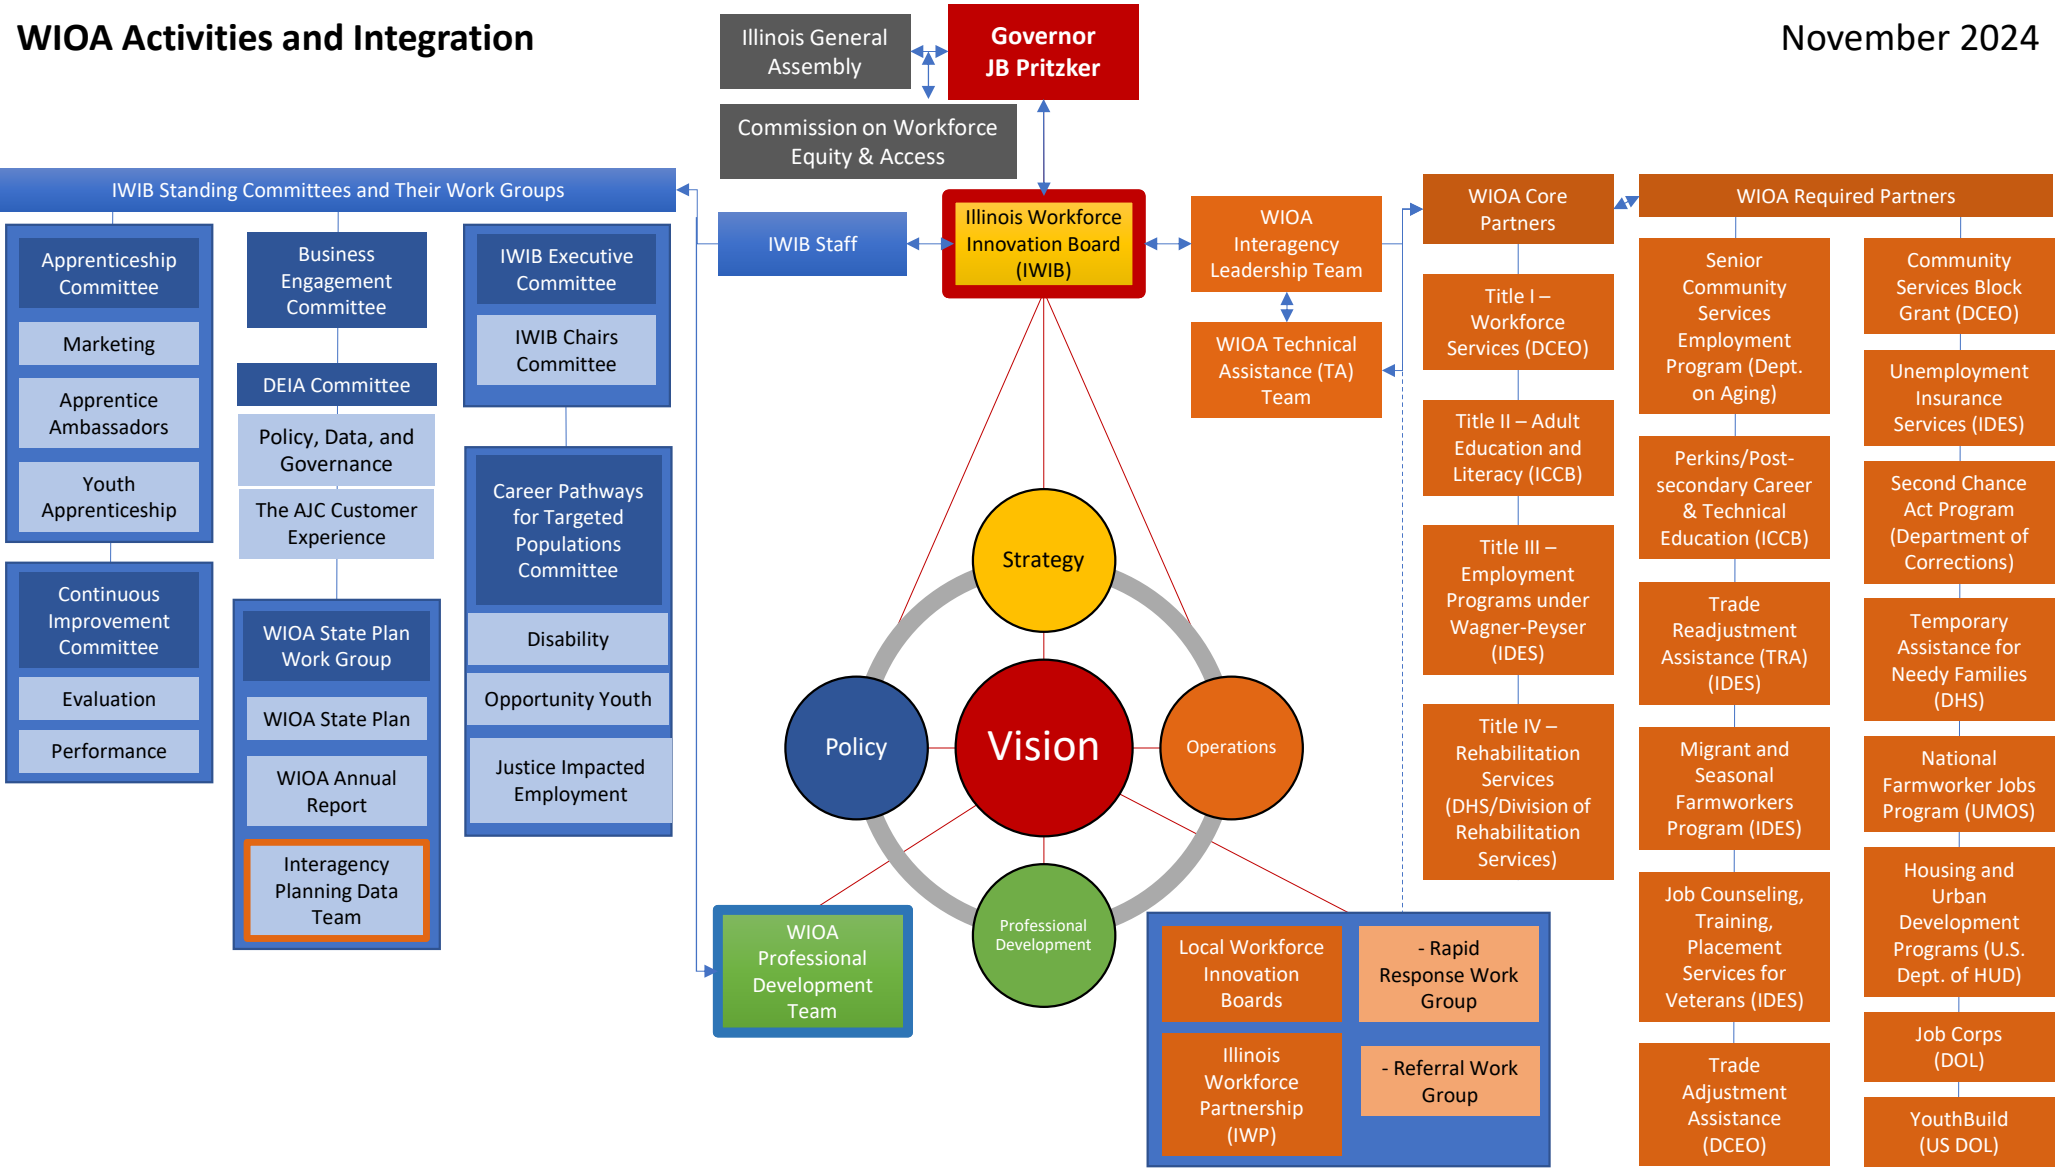 WIOA Activities and Integration
November 2024
Illinois General
Assembly
Governor
JB Pritzker
Commission on Workforce
Equity & Access
IWIB Standing Committees and Their Work Groups
IWIB Staff
Illinois Workforce
Innovation Board
(IWIB)
WIOA
Interagency
Leadership Team
WIOA Technical
Assistance (TA)
Team
WIOA Core
Partners
WIOA Required Partners
Apprenticeship
Committee
Marketing
Apprentice
Ambassadors
Youth
Apprenticeship
Continuous
Improvement
Committee
Evaluation
Performance
Business
Engagement
Committee
DEIA Committee
Policy, Data, and
Governance
The AJC Customer
Experience
WIOA State Plan
Work Group
WIOA State Plan
WIOA Annual
Report
Interagency
Planning Data
Team
IWIB Executive
Committee
IWIB Chairs
Committee
Career Pathways
for Targeted
Populations
Committee
Disability
Opportunity Youth
Justice Impacted
Employment
Strategy
Policy
Vision
Operations
Professional
Development
WIOA
Professional
Development
Team
Local Workforce
Innovation
Boards
- Rapid
Response Work
Group
Illinois
Workforce
Partnership
(IWP)
- Referral Work
Group
Title I –
Workforce
Services (DCEO)
Title II – Adult
Education and
Literacy (ICCB)
Title III –
Employment
Programs under
Wagner-Peyser
(IDES)
Title IV –
Rehabilitation
Services
(DHS/Division of
Rehabilitation
Services)
Senior
Community
Services
Employment
Program (Dept.
on Aging)
Perkins/Post-
secondary Career
& Technical
Education (ICCB)
Trade
Readjustment
Assistance (TRA)
(IDES)
Migrant and
Seasonal
Farmworkers
Program (IDES)
Job Counseling,
Training,
Placement
Services for
Veterans (IDES)
Trade
Adjustment
Assistance
(DCEO)
Community
Services Block
Grant (DCEO)
Unemployment
Insurance
Services (IDES)
Second Chance
Act Program
(Department of
Corrections)
Temporary
Assistance for
Needy Families
(DHS)
National
Farmworker Jobs
Program (UMOS)
Housing and
Urban
Development
Programs (U.S.
Dept. of HUD)
Job Corps
(DOL)
YouthBuild
(US DOL)